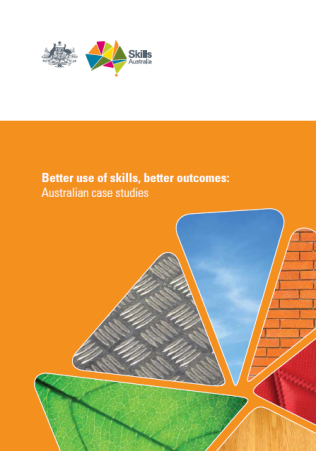 Skills
Australia
Better use of skills, better outcomes:
Australian case studies